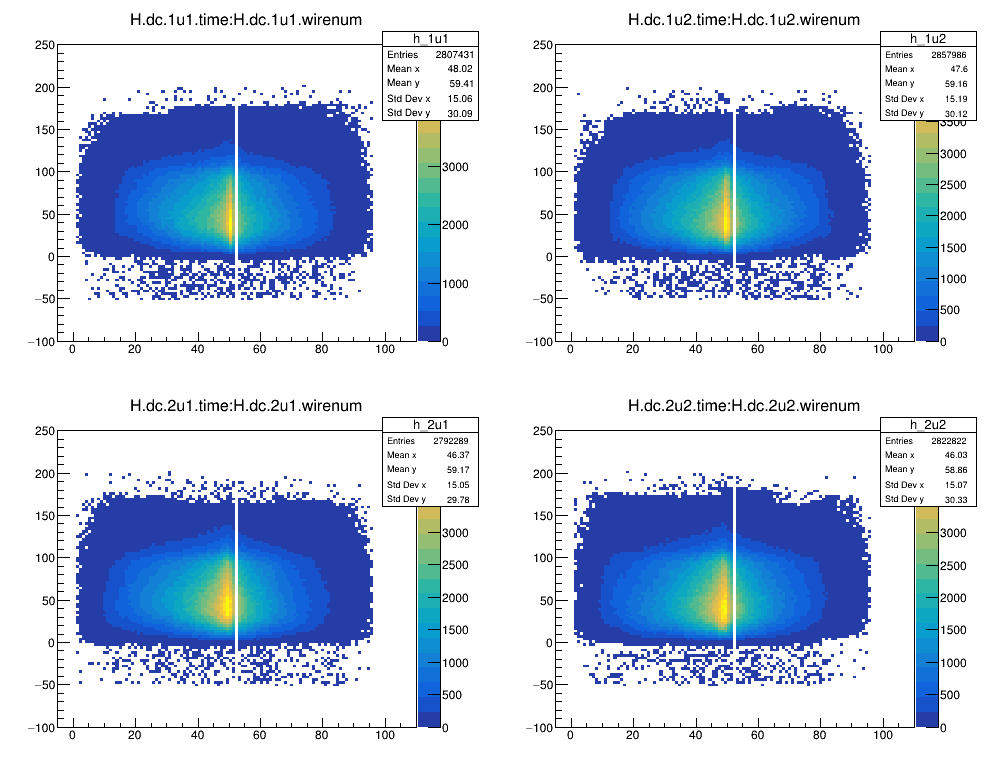 H.dc.1u1.time:H.dc.1u1.wirenum
h_1u1
Entries 2807431
Mean x 48.02
Mean y 59.41
Std Dev x 15.06
Std Dev y 30.09
250
200
150
100
50
0
−50
−100
0 20 40 60 80 100
3000
2000
1000
0
H.dc.1u2.time:H.dc.1u2.wirenum
h_1u2
Entries 2857986
Mean x 47.6
Mean y 59.16
Std Dev x 15.19
Std Dev y 30.12
250
200
150
100
50
0
−50
−100
0 20 40 60 80 100
3500
3000
2500
2000
1500
1000
500
0
H.dc.2u1.time:H.dc.2u1.wirenum
h_2u1
Entries 2792289
Mean x 46.37
Mean y 59.17
Std Dev x 15.05
Std Dev y 29.78
250
200
150
100
50
0
−50
−100
0 20 40 60 80 100
3000
2500
2000
1500
1000
500
0
H.dc.2u2.time:H.dc.2u2.wirenum
h_2u2
Entries 2822822
Mean x 46.03
Mean y 58.86
Std Dev x 15.07
Std Dev y 30.33
250
200
150
100
50
0
−50
−100
0 20 40 60 80 100
3000
2500
2000
1500
1000
500
0